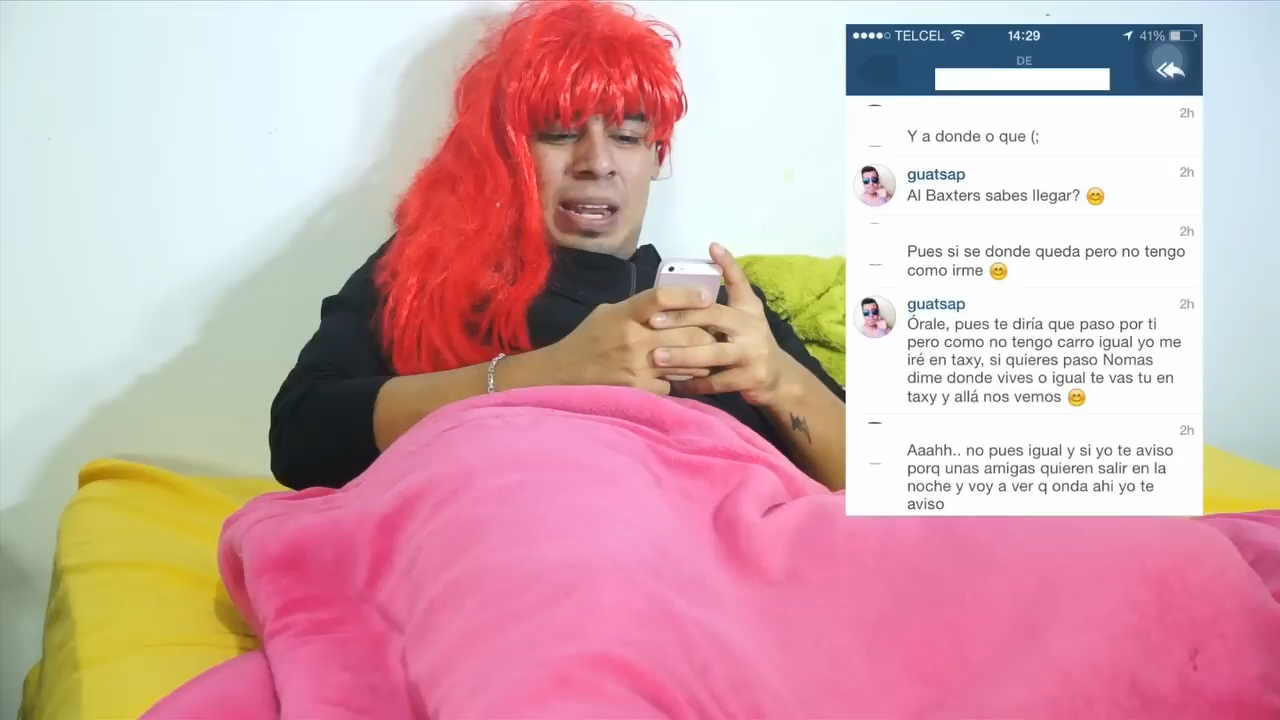 TELCEL 14:29 41%
DE
2h
Y a donde o que (;
guatsap 2h
Al Baxters sabes llegar? 😊
2h
Pues si se donde queda pero no tengo
como irme 😊
guatsap 2h
Órale, pues te diría que paso por ti
pero como no tengo carro igual yo me
iré en taxy, si quieres paso Nomas
dime donde vives o igual te vas tu en
taxy y allá nos vemos 😊
2h
Aaahh.. no pues igual y si yo te aviso
porq unas amigas quieren salir en la
noche y voy a ver q onda ahi yo te
aviso